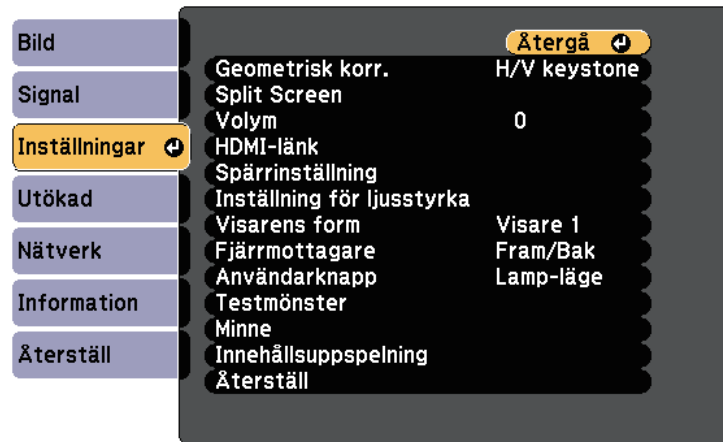 Bild
Signal
Inställningar
Utökad
Nätverk
Information
Återställ
Återgå
Geometrisk korr. H/V keystone
Split Screen
Volym 0
HDMI-länk
Spärrinställning
Inställning för ljusstyrka
Visarens form Visare 1
Fjärrmottagare Fram/Bak
Användarknapp Lamp-läge
Testmönster
Minne
Innehållsuppspelning
Återställ